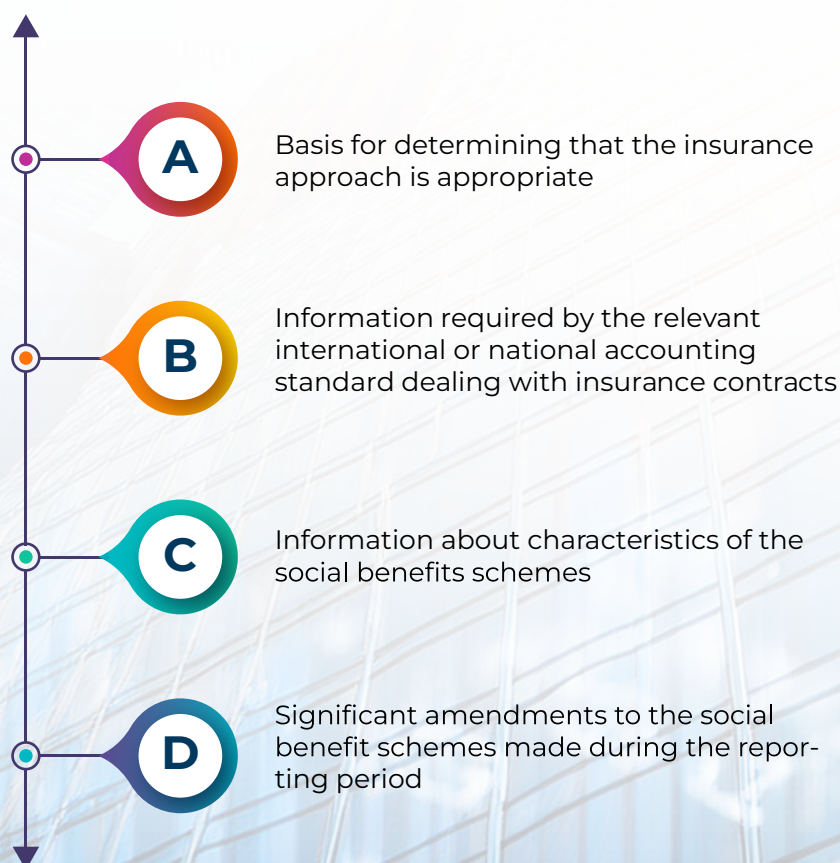 A
Basis for determining that the insurance
approach is appropriate
B
Information required by the relevant
international or national accounting
standard dealing with insurance contracts
C
Information about characteristics of the
social benefits schemes
D
Significant amendments to the social
benefit schemes made during the repor-
ting period